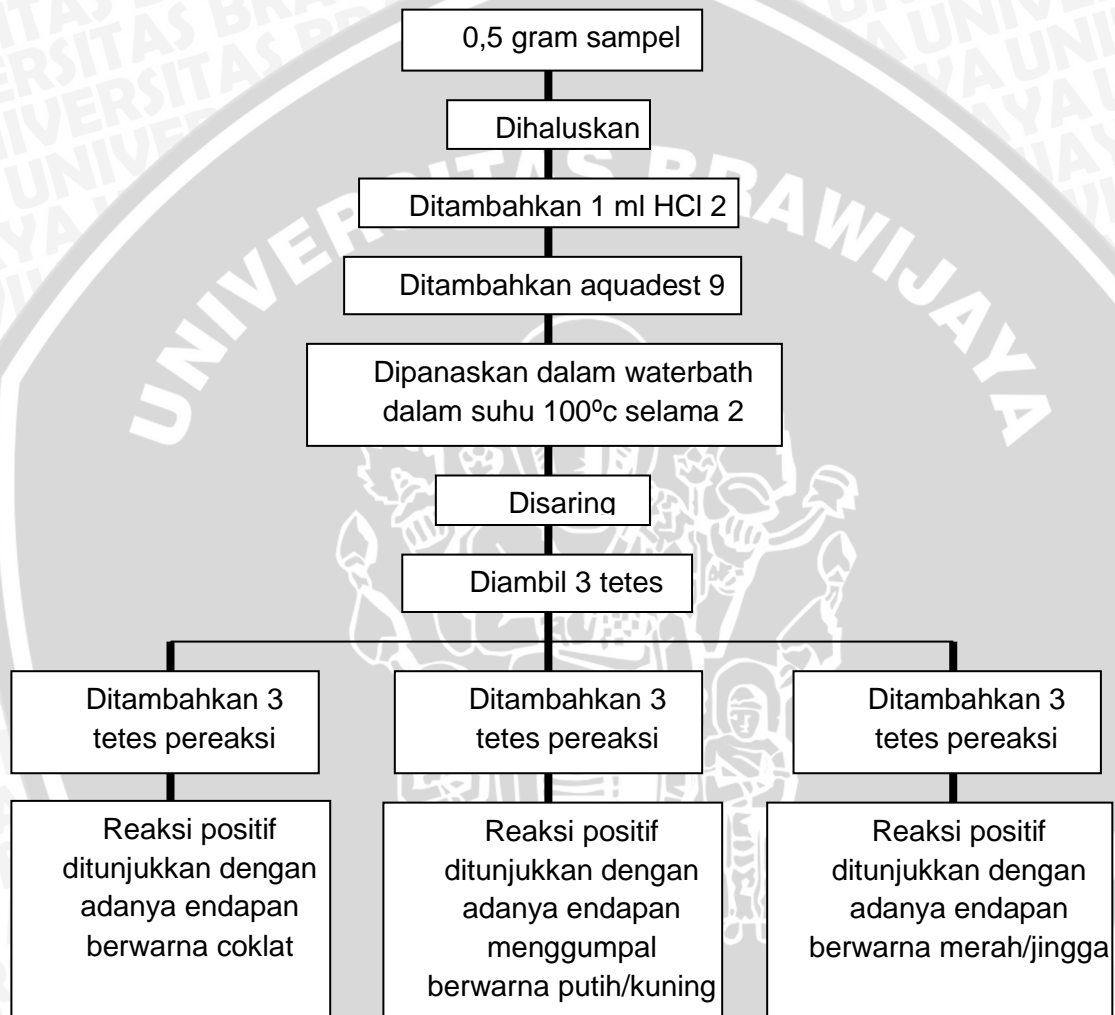 0,5 gram sampel
Dihaluskan
Ditambahkan 1 ml HCl 2
Ditambahkan aquadest 9
Dipanaskan dalam waterbath
dalam suhu 100⁰c selama 2
Disaring
Diambil 3 tetes
Ditambahkan 3
tetes pereaksi
Ditambahkan 3
tetes pereaksi
Ditambahkan 3
tetes pereaksi
Reaksi positif
ditunjukkan dengan
adanya endapan
berwarna coklat
Reaksi positif
ditunjukkan dengan
adanya endapan
menggumpal
berwarna putih/kuning
Reaksi positif
ditunjukkan dengan
adanya endapan
berwarna merah/jingga
UNIVERSITAS BRAWIJAYA